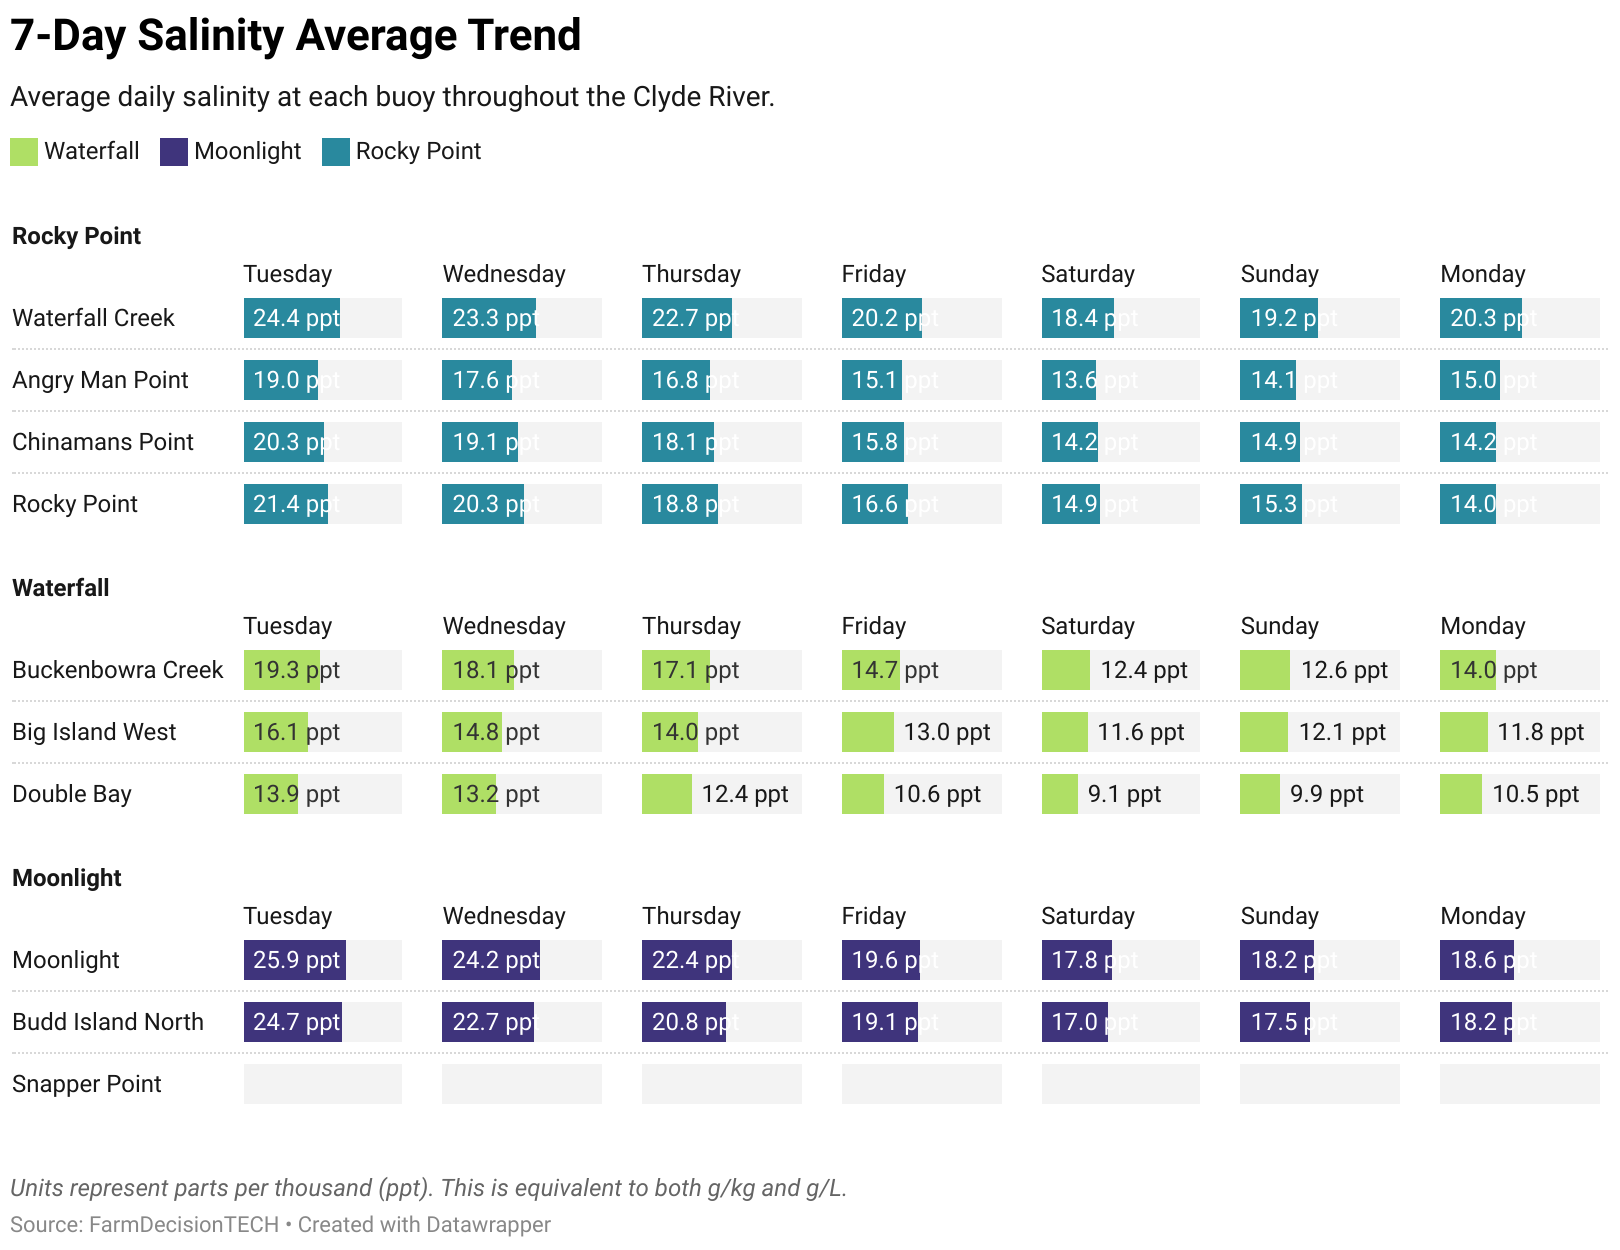 7-Day Salinity Average Trend
Average daily salinity at each buoy throughout the Clyde River.
Waterfall Moonlight Rocky Point
Rocky Point
Tuesday Wednesday Thursday Friday Saturday Sunday Monday
Waterfall Creek 24.4 ppt 23.3 ppt 22.7 ppt 20.2 ppt 18.4 ppt 19.2 ppt 20.3 ppt
Angry Man Point 19.0 ppt 17.6 ppt 16.8 ppt 15.1 ppt 13.6 ppt 14.1 ppt 15.0 ppt
Chinamans Point 20.3 ppt 19.1 ppt 18.1 ppt 15.8 ppt 14.2 ppt 14.9 ppt 14.2 ppt
Rocky Point 21.4 ppt 20.3 ppt 18.8 ppt 16.6 ppt 14.9 ppt 15.3 ppt 14.0 ppt
Waterfall
Tuesday Wednesday Thursday Friday Saturday Sunday Monday
Buckenbowra Creek 19.3 ppt 18.1 ppt 17.1 ppt 14.7 ppt 12.4 ppt 12.6 ppt 14.0 ppt
Big Island West 16.1 ppt 14.8 ppt 14.0 ppt 13.0 ppt 11.6 ppt 12.1 ppt 11.8 ppt
Double Bay 13.9 ppt 13.2 ppt 12.4 ppt 10.6 ppt 9.1 ppt 9.9 ppt 10.5 ppt
Moonlight
Tuesday Wednesday Thursday Friday Saturday Sunday Monday
Moonlight 25.9 ppt 24.2 ppt 22.4 ppt 19.6 ppt 17.8 ppt 18.2 ppt 18.6 ppt
Budd Island North 24.7 ppt 22.7 ppt 20.8 ppt 19.1 ppt 17.0 ppt 17.5 ppt 18.2 ppt
Snapper Point
Units represent parts per thousand (ppt). This is equivalent to both g/kg and g/L.
Source: FarmDecisionTECH • Created with Datawrapper